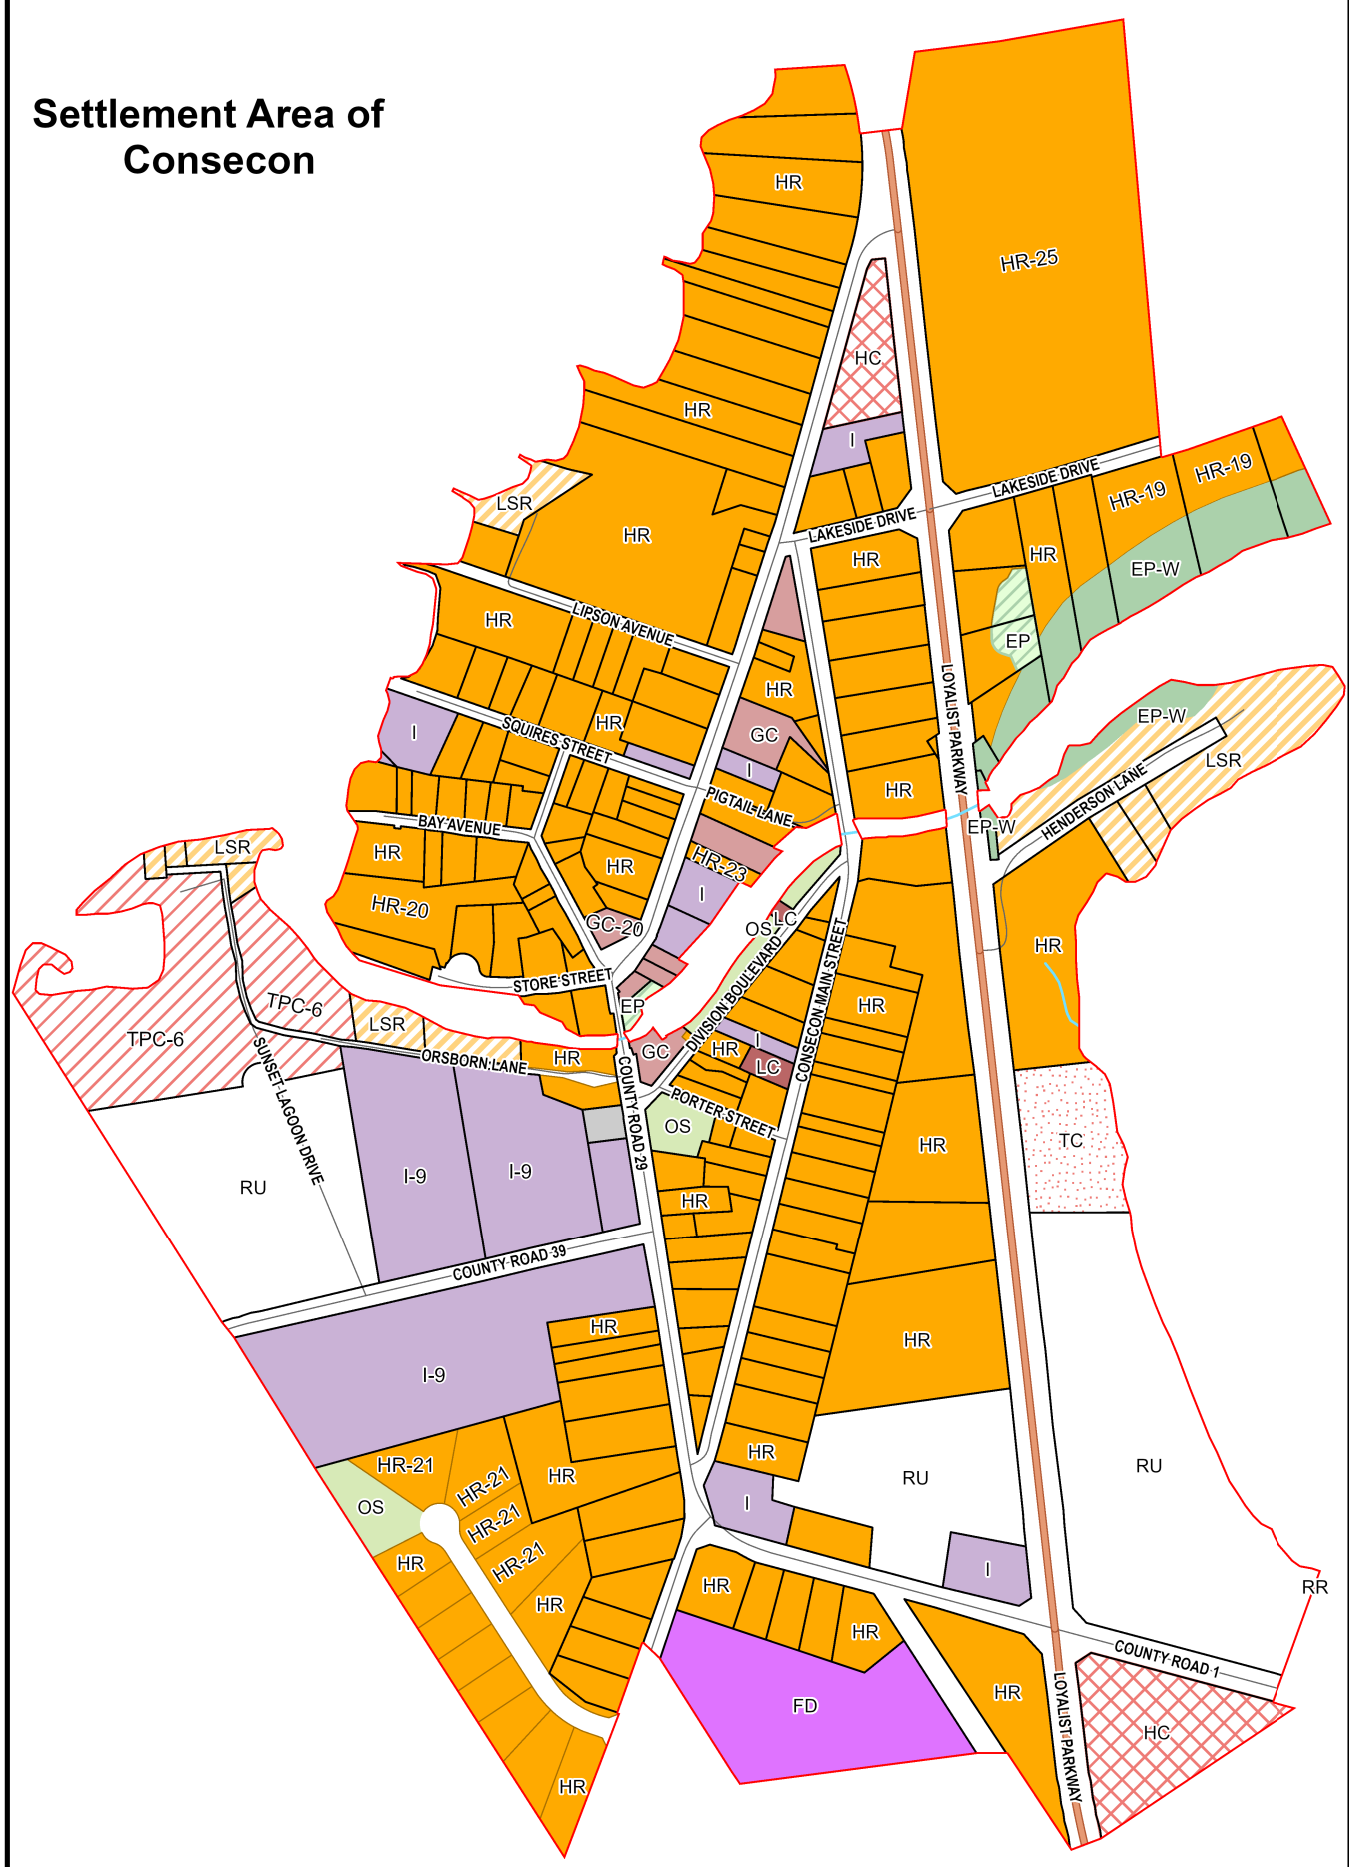 Settlement Area of
Consecon
HR
HR-25
HC
HR
I
LAKESIDE DRIVE
HR-19
HR-19
LSR
LAKESIDE DRIVE
HR
HR
HR
EP-W
LIPSON AVENUE
HR
EP
HR
LOYALIST PARKWAY
SQUIRES STREET
HR
I
GC
EP-W
LSR
I
HENDERSON LANE
PIGTAIL LANE
HR
BAY AVENUE
EP-W
LSR
HR
HR
HR-23
I
HR-20
GC-20
LC
OS
HR
STORE STREET
DIVISION BOULEVARD
CONSECON MAIN STREET
HR
EP
TPC-6
TPC-6
LSR
ORSBORN LANE
HR
GC
HR
I
LC
SUNSET LAGOON DRIVE
COUNTY ROAD 29
PORTER STREET
OS
HR
TC
I-9
I-9
RU
HR
COUNTY ROAD 39
HR
HR
I-9
HR
HR-21
HR-21
HR
RU
RU
OS
HR-21
I
HR-21
HR
I
HR
HR
RR
HR
COUNTY ROAD 1
FD
HR
LOYALIST PARKWAY
HC
HR